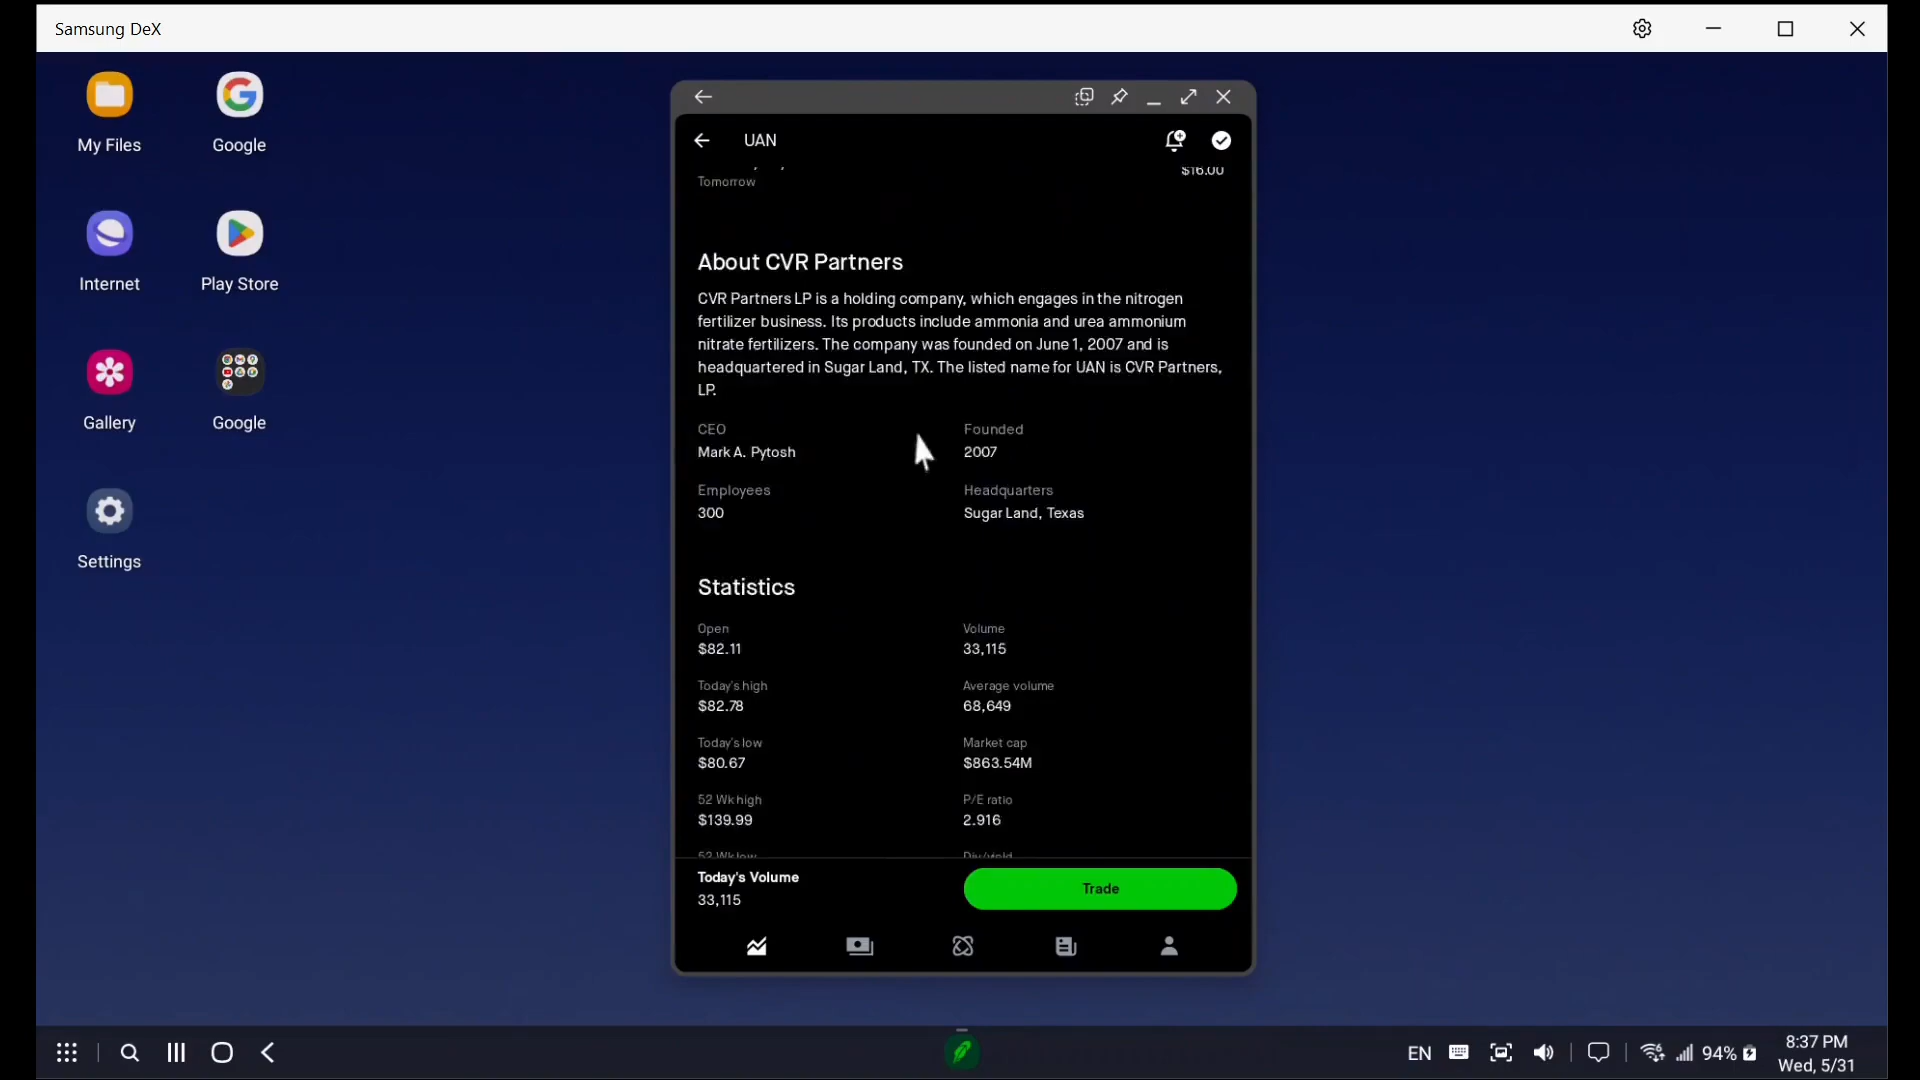 Samsung DeX
My Files
Google
Internet
Play Store
Gallery
Google
Settings
UAN
$16.00
Tomorrow
About CVR Partners
CVR Partners LP is a holding company, which engages in the nitrogen
fertilizer business. Its products include ammonia and urea ammonium
nitrate fertilizers. The company was founded on June 1, 2007 and is
headquartered in Sugar Land, TX. The listed name for UAN is CVR Partners,
LP.
CEO
Mark A. Pytosh
Founded
2007
Employees
300
Headquarters
Sugar Land, Texas
Statistics
Open
$82.11
Volume
33,115
Today's high
$82.78
Average volume
68,649
Today's low
$80.67
Market cap
$863.54M
52 Wk high
$139.99
P/E ratio
2.916
52 Wk low
Div/yield
Today's Volume
33,115
Trade
EN
94%
8:37 PM
Wed, 5/31